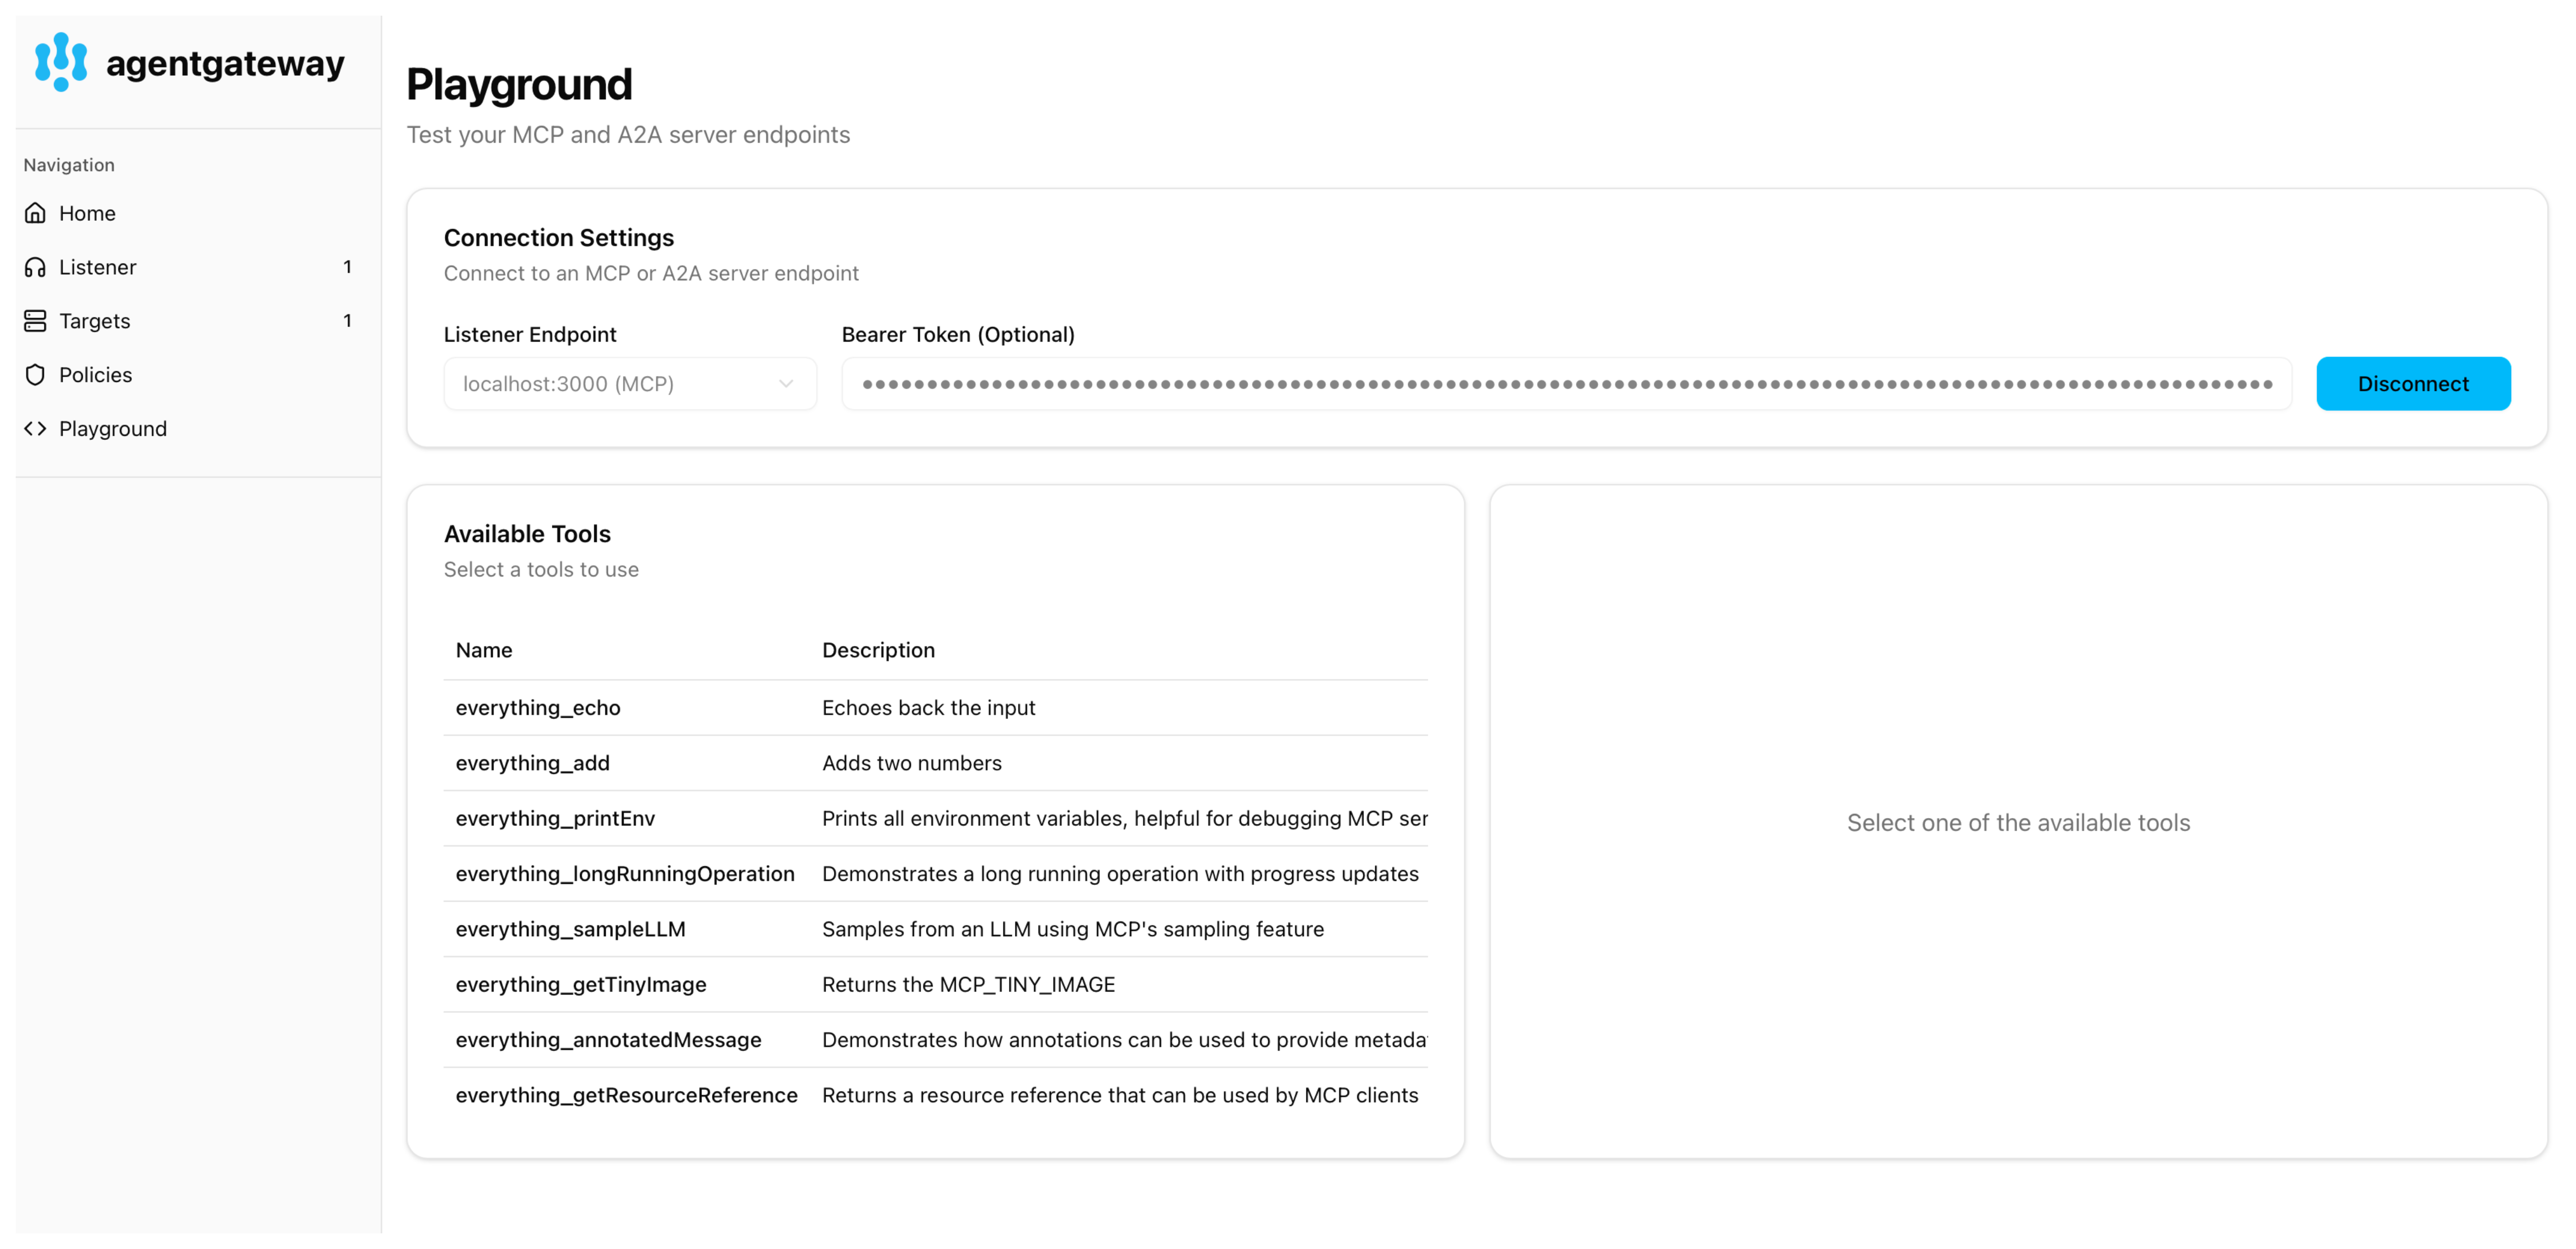 agentgateway
Navigation
Home
Listener 1
Targets 1
Policies
Playground
Playground
Test your MCP and A2A server endpoints
Connection Settings
Connect to an MCP or A2A server endpoint
Listener Endpoint
localhost:3000 (MCP)
Bearer Token (Optional)
Disconnect
Available Tools
Select a tools to use
Name Description
everything_echo Echoes back the input
everything_add Adds two numbers
everything_printEnv Prints all environment variables, helpful for debugging MCP ser
everything_longRunningOperation Demonstrates a long running operation with progress updates
everything_sampleLLM Samples from an LLM using MCP's sampling feature
everything_getTinyImage Returns the MCP_TINY_IMAGE
everything_annotatedMessage Demonstrates how annotations can be used to provide metada
everything_getResourceReference Returns a resource reference that can be used by MCP clients
Select one of the available tools